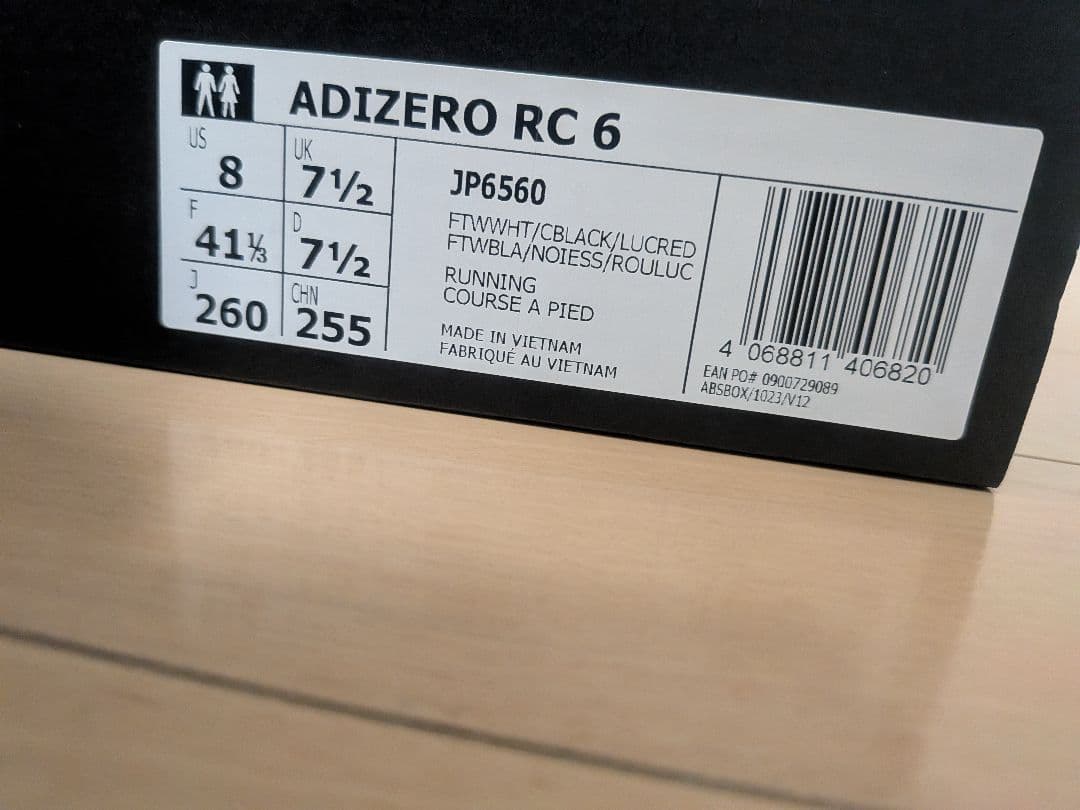 ADIZERO RC 6
US
8
UK
7½
F
41⅓
D
7½
J
260
CHN
255
JP6560
FTWWHT/CBLACK/LUCRED
FTWBLA/NOIESS/ROULUC
RUNNING
COURSE A PIED
MADE IN VIETNAM
FABRIQUÉ AU VIETNAM
4 068811 406820
EAN PO# 0900729089
ABSBOX/1023/V12